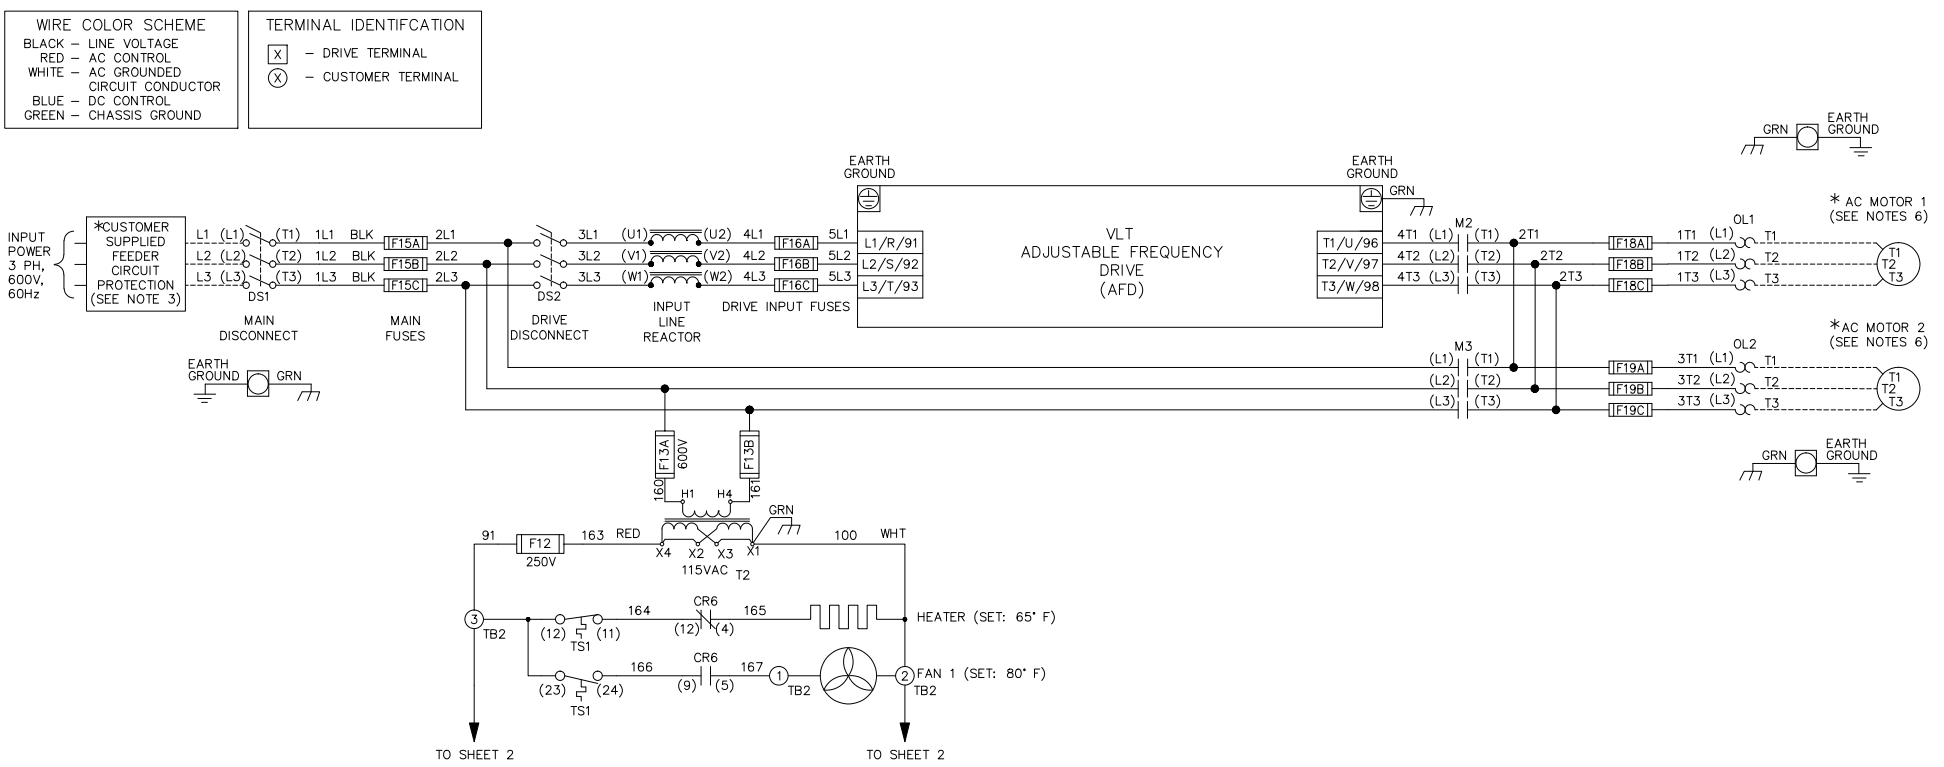 WIRE COLOR SCHEME
BLACK – LINE VOLTAGE
RED – AC CONTROL
WHITE – AC GROUNDED
CIRCUIT CONDUCTOR
BLUE – DC CONTROL
GREEN – CHASSIS GROUND
TERMINAL IDENTIFCATION
X – DRIVE TERMINAL
X – CUSTOMER TERMINAL
INPUT
POWER
3 PH,
600V,
60Hz
*CUSTOMER
SUPPLIED
FEEDER
CIRCUIT
PROTECTION
(SEE NOTE 3)
L1 (L1) (T1) 1L1 BLK F15A 2L1
L2 (L2) (T2) 1L2 BLK F15B 2L2
L3 (L3) (T3) 1L3 BLK F15C 2L3
DS1
MAIN
DISCONNECT
MAIN
FUSES
EARTH
GROUND
GRN
3L1 (U1) (U2) 4L1 F16A 5L1
3L2 (V1) (V2) 4L2 F16B 5L2
3L3 (W1) (W2) 4L3 F16C 5L3
DS2
DRIVE
DISCONNECT
INPUT
LINE
REACTOR
DRIVE INPUT FUSES
EARTH
GROUND
L1/R/91
L2/S/92
L3/T/93
VLT
ADJUSTABLE FREQUENCY
DRIVE
(AFD)
EARTH
GROUND
GRN
T1/U/96
T2/V/97
T3/W/98
M2
4T1 (L1) (T1) 2T1 F18A 1T1 (L1) T1
4T2 (L2) (T2) 2T2 F18B 1T2 (L2) T2
4T3 (L3) (T3) 2T3 F18C 1T3 (L3) T3
OL1
GRN
EARTH
GROUND
* AC MOTOR 1
(SEE NOTES 6)
T1
T2
T3
M3
(L1) (T1) F19A 3T1 (L1) T1
(L2) (T2) F19B 3T2 (L2) T2
(L3) (T3) F19C 3T3 (L3) T3
OL2
*AC MOTOR 2
(SEE NOTES 6)
T1
T2
T3
GRN
EARTH
GROUND
F13A
600V
F13B
160
161
H1 H4
GRN
91 F12 163 RED
250V
X4 X2 X3 X1
100 WHT
115VAC T2
3
TB2
(12) (11)
TS1
164
CR6
(12) (4)
165
HEATER (SET: 65° F)
(23) (24)
TS1
166
CR6
(9) (5)
167
1
TB2
2
TB2
FAN 1 (SET: 80° F)
TO SHEET 2
TO SHEET 2